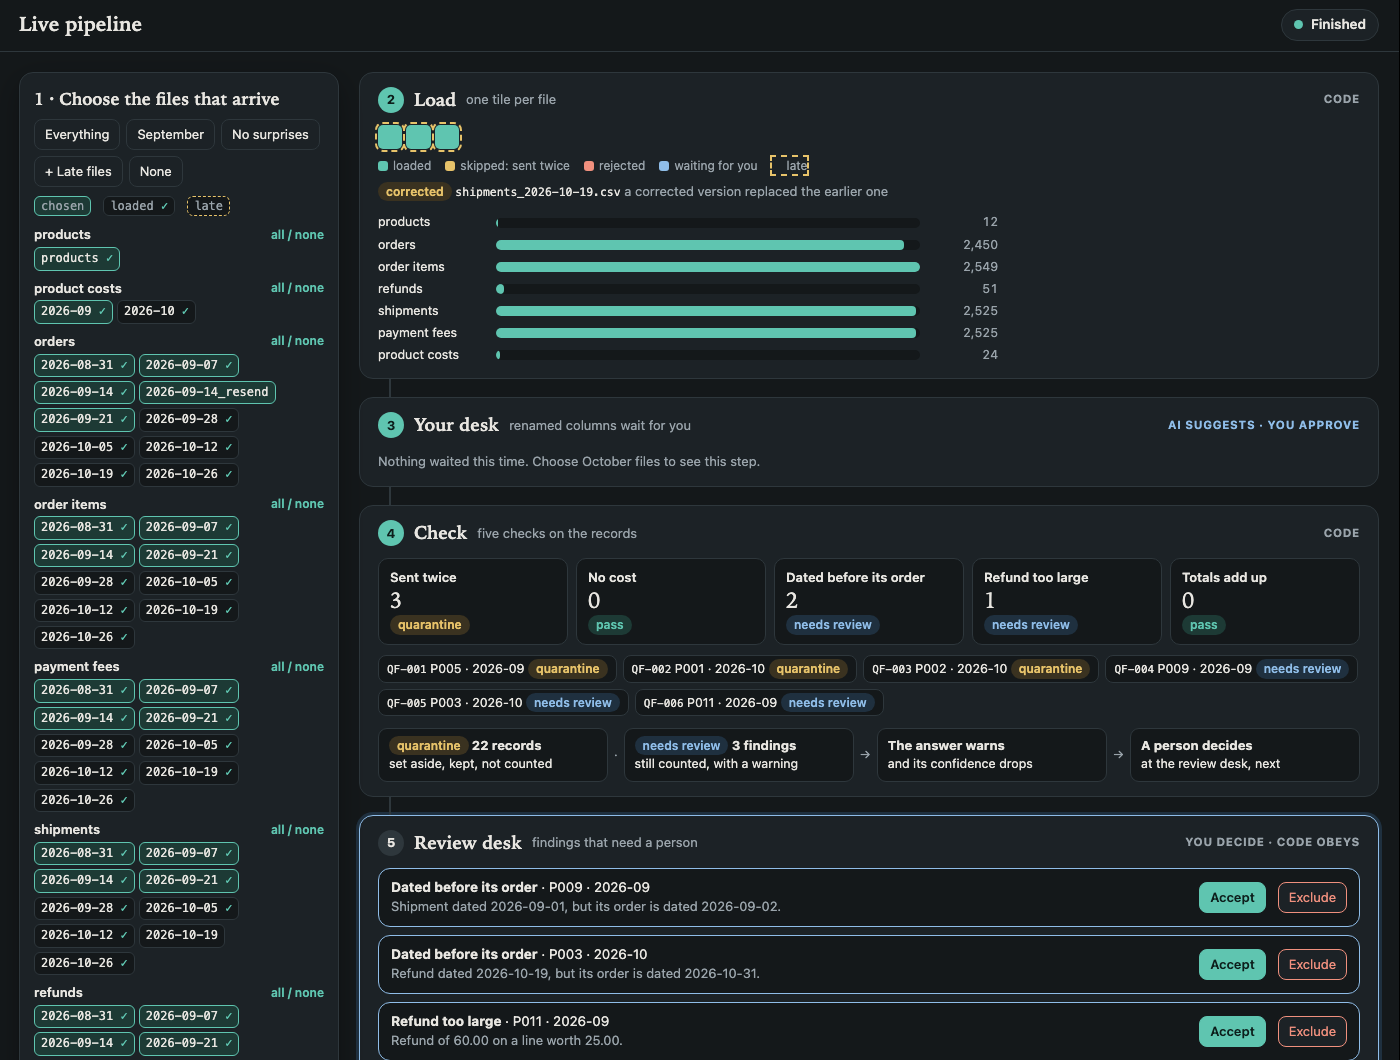 Live pipeline
Finished
1 · Choose the files that arrive
Everything September No surprises
+ Late files None
chosen loaded ✓ late
products all / none
products ✓
product costs all / none
2026-09 ✓ 2026-10 ✓
orders all / none
2026-08-31 ✓ 2026-09-07 ✓
2026-09-14 ✓ 2026-09-14_resend
2026-09-21 ✓ 2026-09-28 ✓
2026-10-05 ✓ 2026-10-12 ✓
2026-10-19 ✓ 2026-10-26 ✓
order items all / none
2026-08-31 ✓ 2026-09-07 ✓
2026-09-14 ✓ 2026-09-21 ✓
2026-09-28 ✓ 2026-10-05 ✓
2026-10-12 ✓ 2026-10-19 ✓
2026-10-26 ✓
payment fees all / none
2026-08-31 ✓ 2026-09-07 ✓
2026-09-14 ✓ 2026-09-21 ✓
2026-09-28 ✓ 2026-10-05 ✓
2026-10-12 ✓ 2026-10-19 ✓
2026-10-26 ✓
shipments all / none
2026-08-31 ✓ 2026-09-07 ✓
2026-09-14 ✓ 2026-09-21 ✓
2026-09-28 ✓ 2026-10-05 ✓
2026-10-12 ✓ 2026-10-19
2026-10-26 ✓
refunds all / none
2026-08-31 ✓ 2026-09-07 ✓
2026-09-14 ✓ 2026-09-21 ✓
2 Load one tile per file CODE
loaded skipped: sent twice rejected waiting for you late
corrected shipments_2026-10-19.csv a corrected version replaced the earlier one
products 12
orders 2,450
order items 2,549
refunds 51
shipments 2,525
payment fees 2,525
product costs 24
3 Your desk renamed columns wait for you AI SUGGESTS · YOU APPROVE
Nothing waited this time. Choose October files to see this step.
4 Check five checks on the records CODE
Sent twice No cost Dated before its order Refund too large Totals add up
3 0 2 1 0
quarantine pass needs review needs review pass
QF-001 P005 · 2026-09 quarantine QF-002 P001 · 2026-10 quarantine QF-003 P002 · 2026-10 quarantine QF-004 P009 · 2026-09 needs review
QF-005 P003 · 2026-10 needs review QF-006 P011 · 2026-09 needs review
quarantine 22 records · needs review 3 findings → The answer warns → A person decides
set aside, kept, not counted still counted, with a warning and its confidence drops at the review desk, next
5 Review desk findings that need a person YOU DECIDE · CODE OBEYS
Dated before its order · P009 · 2026-09
Shipment dated 2026-09-01, but its order is dated 2026-09-02.
Accept Exclude
Dated before its order · P003 · 2026-10
Refund dated 2026-10-19, but its order is dated 2026-10-31.
Accept Exclude
Refund too large · P011 · 2026-09
Refund of 60.00 on a line worth 25.00.
Accept Exclude